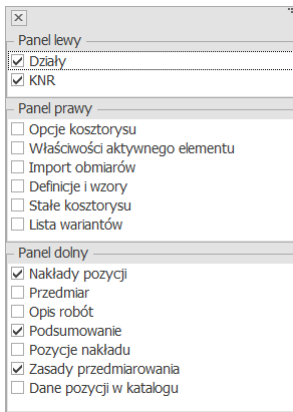 Panel lewy
Działy
KNR
Panel prawy
Opcje kosztorysu
Właściwości aktywnego elementu
Import obmiarów
Definicje i wzory
Stałe kosztorysu
Lista wariantów
Panel dolny
Nakłady pozycji
Przedmiar
Opis robót
Podsumowanie
Pozycje nakładu
Zasady przedmiarowania
Dane pozycji w katalogu